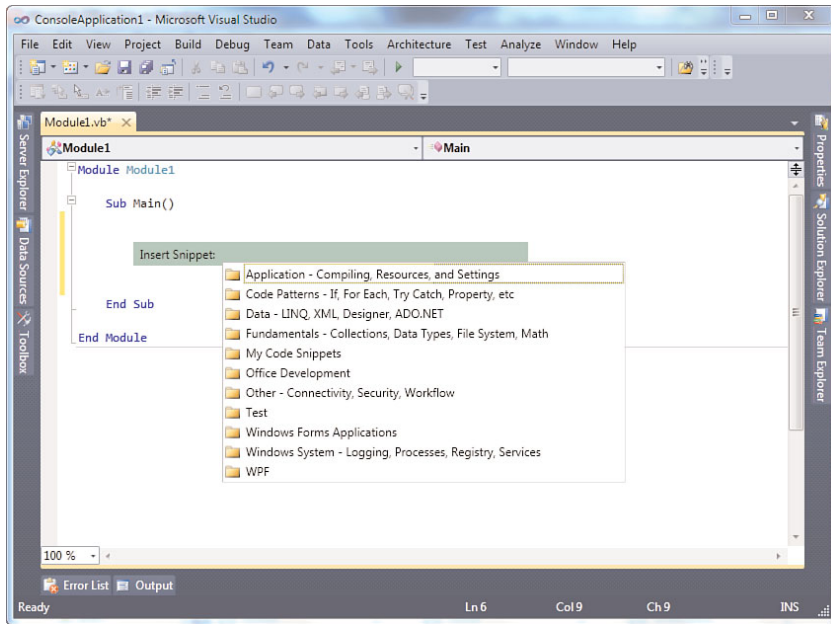 ConsoleApplication1 - Microsoft Visual Studio
File Edit View Project Build Debug Team Data Tools Architecture Test Analyze Window Help
Module1.vb*
Module1 Main
Module Module1
Sub Main()
Insert Snippet:
Application - Compiling, Resources, and Settings
Code Patterns - If, For Each, Try Catch, Property, etc
Data - LINQ, XML, Designer, ADO.NET
Fundamentals - Collections, Data Types, File System, Math
My Code Snippets
Office Development
Other - Connectivity, Security, Workflow
Test
Windows Forms Applications
Windows System - Logging, Processes, Registry, Services
WPF
End Sub
End Module
Server Explorer
Data Sources
Toolbox
Properties
Solution Explorer
Team Explorer
100 %
Error List Output
Ready Ln 6 Col 9 Ch 9 INS